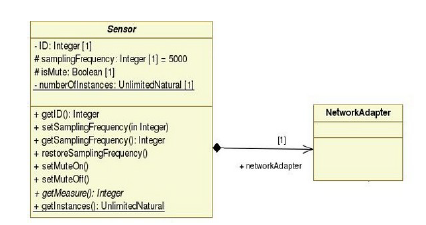 Sensor
- ID: Integer [1]
# samplingFrequency: Integer [1] = 5000
# isMute: Boolean [1]
- numberOfInstances: UnlimitedNatural [1]
+ getID(): Integer
+ setSamplingFrequency(in Integer)
+ getSamplingFrequency(): Integer
+ restoreSamplingFrequency()
+ setMuteOn()
+ setMuteOff()
+ getMeasure(): Integer
+ getInstances(): UnlimitedNatural
[1]
+ networkAdapter
NetworkAdapter